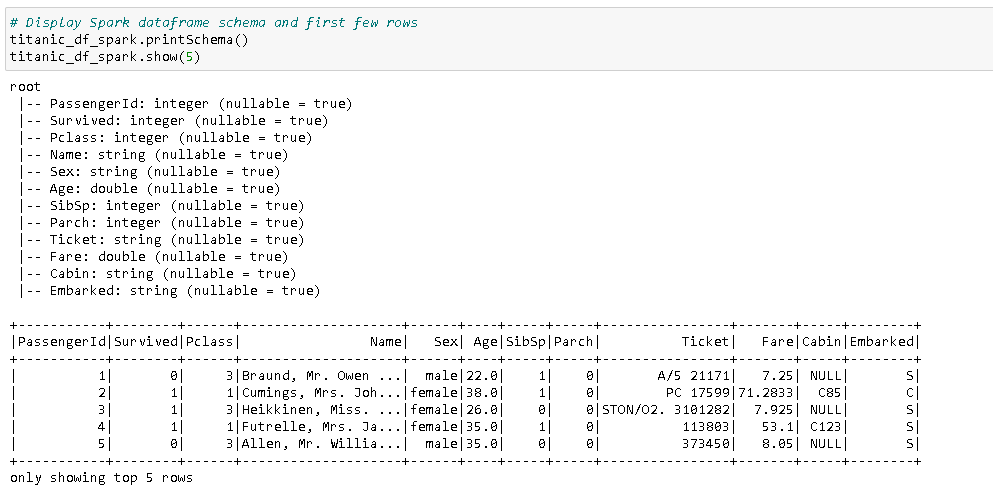 # Display Spark dataframe schema and first few rows
titanic_df_spark.printSchema()
titanic_df_spark.show(5)
root
 |-- PassengerId: integer (nullable = true)
 |-- Survived: integer (nullable = true)
 |-- Pclass: integer (nullable = true)
 |-- Name: string (nullable = true)
 |-- Sex: string (nullable = true)
 |-- Age: double (nullable = true)
 |-- SibSp: integer (nullable = true)
 |-- Parch: integer (nullable = true)
 |-- Ticket: string (nullable = true)
 |-- Fare: double (nullable = true)
 |-- Cabin: string (nullable = true)
 |-- Embarked: string (nullable = true)

+-----------+--------+------+--------------------+------+----+-----+-----+----------------+-------+-----+--------+
|PassengerId|Survived|Pclass|                Name|   Sex| Age|SibSp|Parch|          Ticket|   Fare|Cabin|Embarked|
+-----------+--------+------+--------------------+------+----+-----+-----+----------------+-------+-----+--------+
|          1|       0|     3|Braund, Mr. Owen ...|  male|22.0|    1|    0|       A/5 21171|   7.25| NULL|       S|
|          2|       1|     1|Cumings, Mrs. Joh...|female|38.0|    1|    0|        PC 17599|71.2833|  C85|       C|
|          3|       1|     3|Heikkinen, Miss. ...|female|26.0|    0|    0|STON/O2. 3101282|  7.925| NULL|       S|
|          4|       1|     1|Futrelle, Mrs. Ja...|female|35.0|    1|    0|          113803|   53.1| C123|       S|
|          5|       0|     3|Allen, Mr. Willia...|  male|35.0|    0|    0|          373450|   8.05| NULL|       S|
+-----------+--------+------+--------------------+------+----+-----+-----+----------------+-------+-----+--------+
only showing top 5 rows